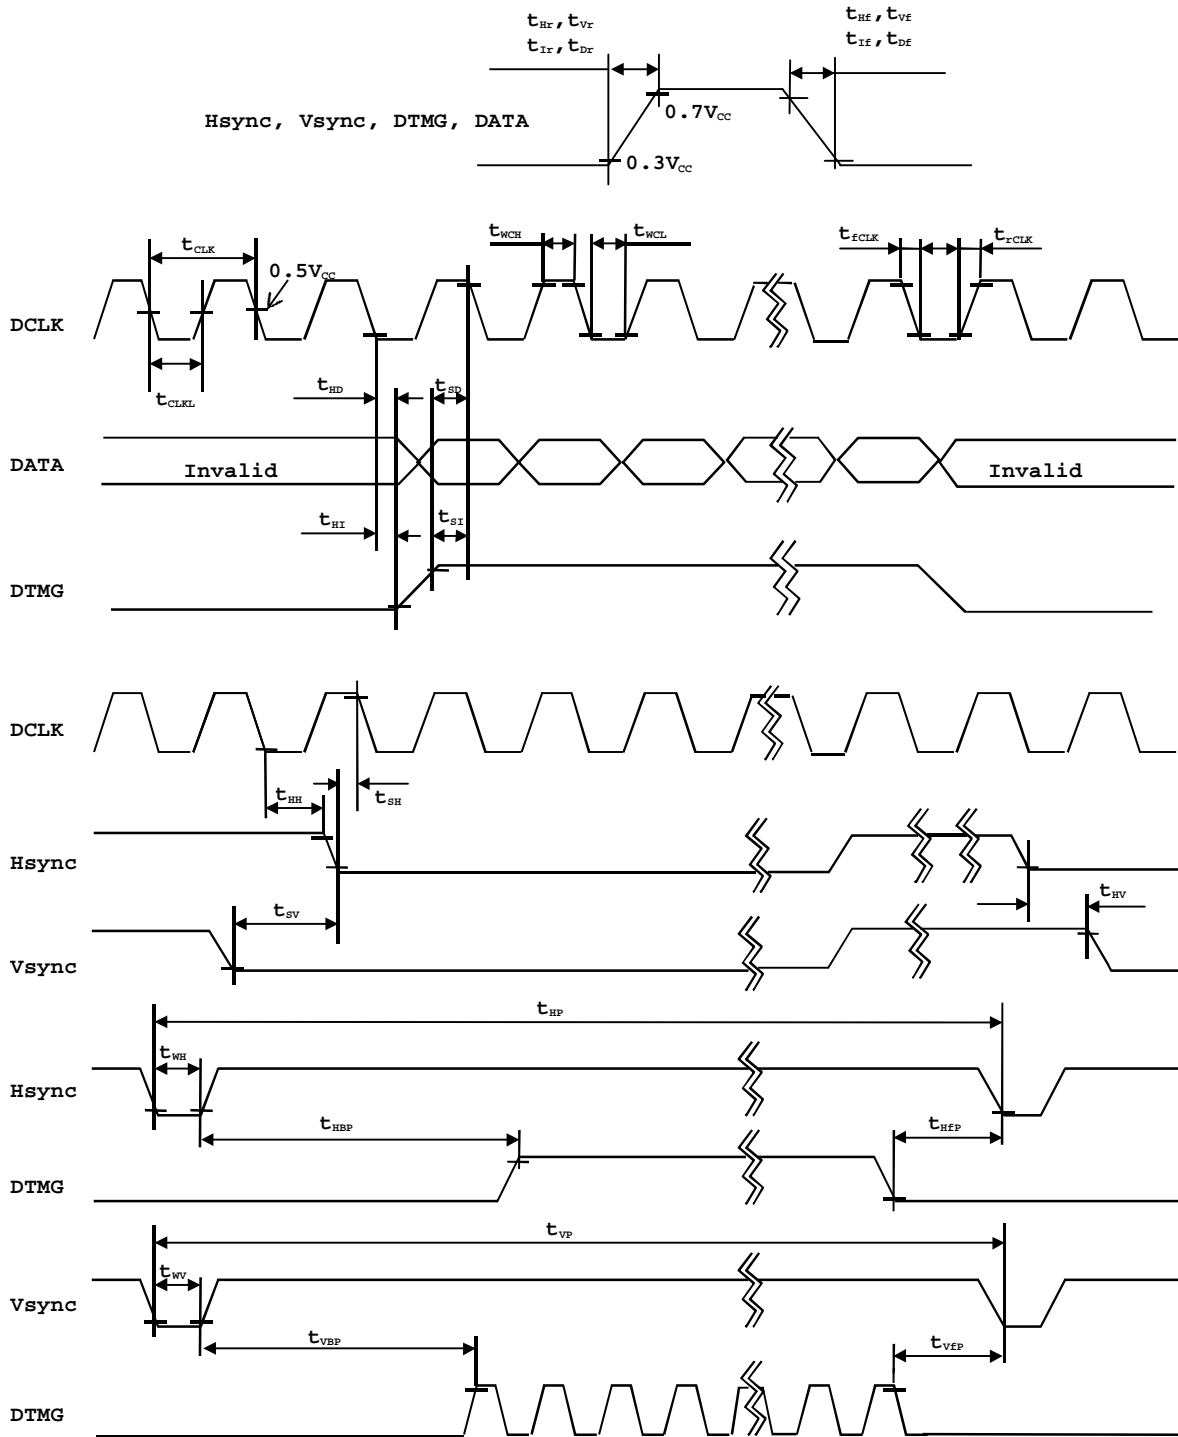 tHr, tVr
tIr, tDr
tHf, tVf
tIf, tDf
Hsync, Vsync, DTMG, DATA
0.7VCC
0.3VCC
tCLK
0.5VCC
tWCH
tWCL
tfCLK
trCLK
DCLK
tCLKL
tHD
tSD
DATA
Invalid
Invalid
tHI
tSI
DTMG
DCLK
tHH
tSH
Hsync
tHV
tSV
Vsync
tHP
tWH
Hsync
tHBP
tHfP
DTMG
tVP
tWV
Vsync
tVBP
tVfP
DTMG